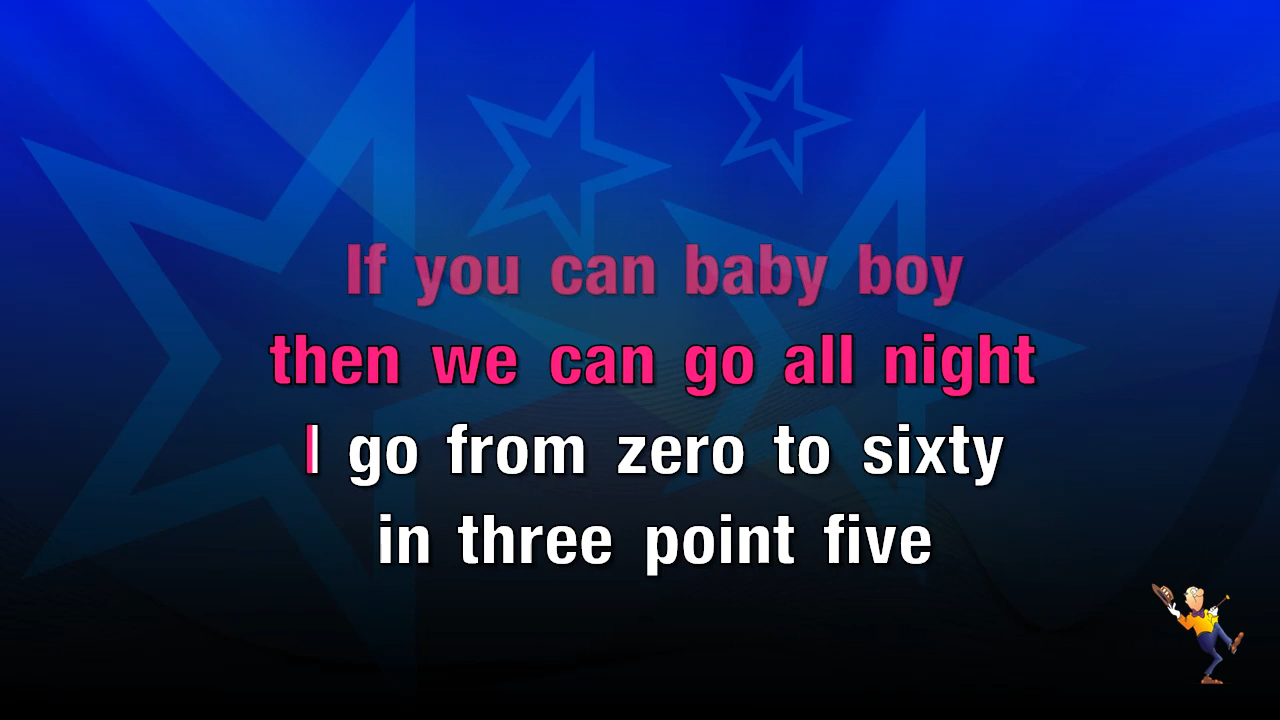 If you can baby boy
then we can go all night
I go from zero to sixty
in three point five